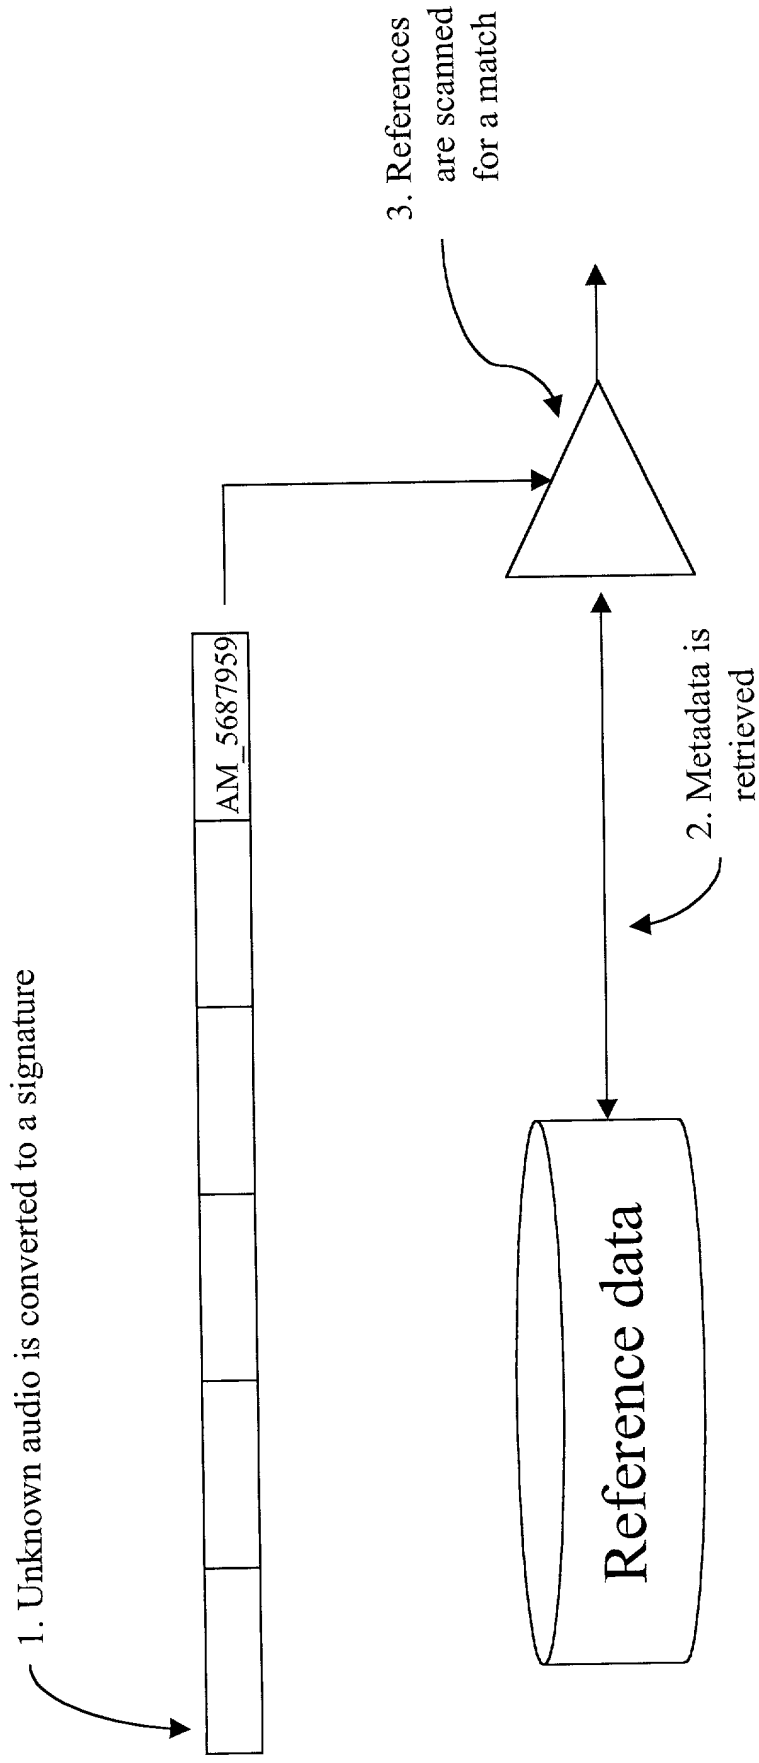 1. Unknown audio is converted to a signature
AM_5687959
3. References
are scanned
for a match
2. Metadata is
retrieved
Reference data